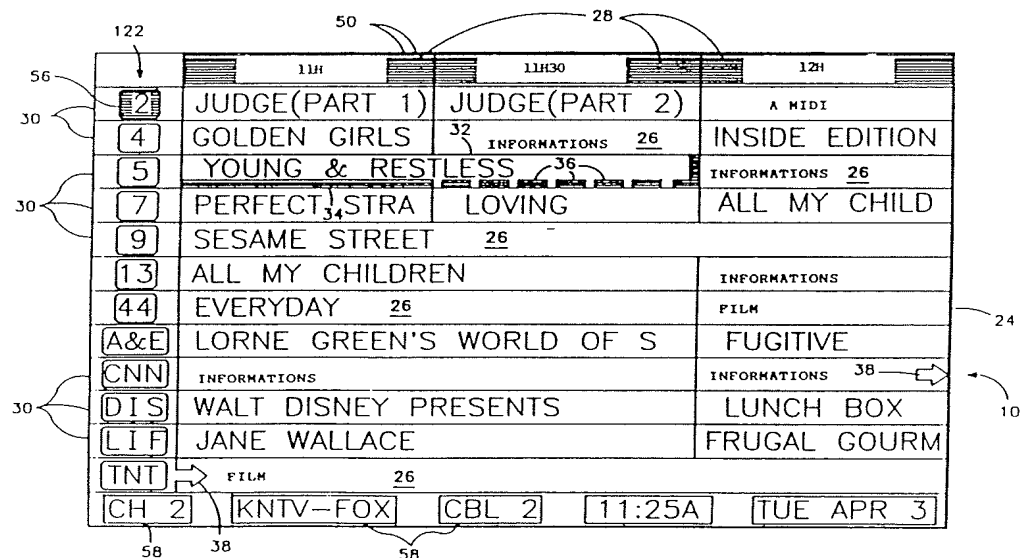 50 28
122
56 11H 11H30 12H
30 2 JUDGE(PART 1) JUDGE(PART 2) A MIDI
4 GOLDEN GIRLS 32 INFORMATIONS 26 INSIDE EDITION
5 YOUNG & RESTLESS 36 INFORMATIONS 26
30 7 PERFECT STRA 34 LOVING ALL MY CHILD
9 SESAME STREET 26
13 ALL MY CHILDREN INFORMATIONS
44 EVERYDAY 26 FILM 24
A&E LORNE GREEN'S WORLD OF S FUGITIVE
CNN INFORMATIONS INFORMATIONS 38
30 DIS WALT DISNEY PRESENTS LUNCH BOX 10
LIF JANE WALLACE FRUGAL GOURM
TNT FILM 26
CH 2 KNTV-FOX CBL 2 11:25A TUE APR 3
58 38 58